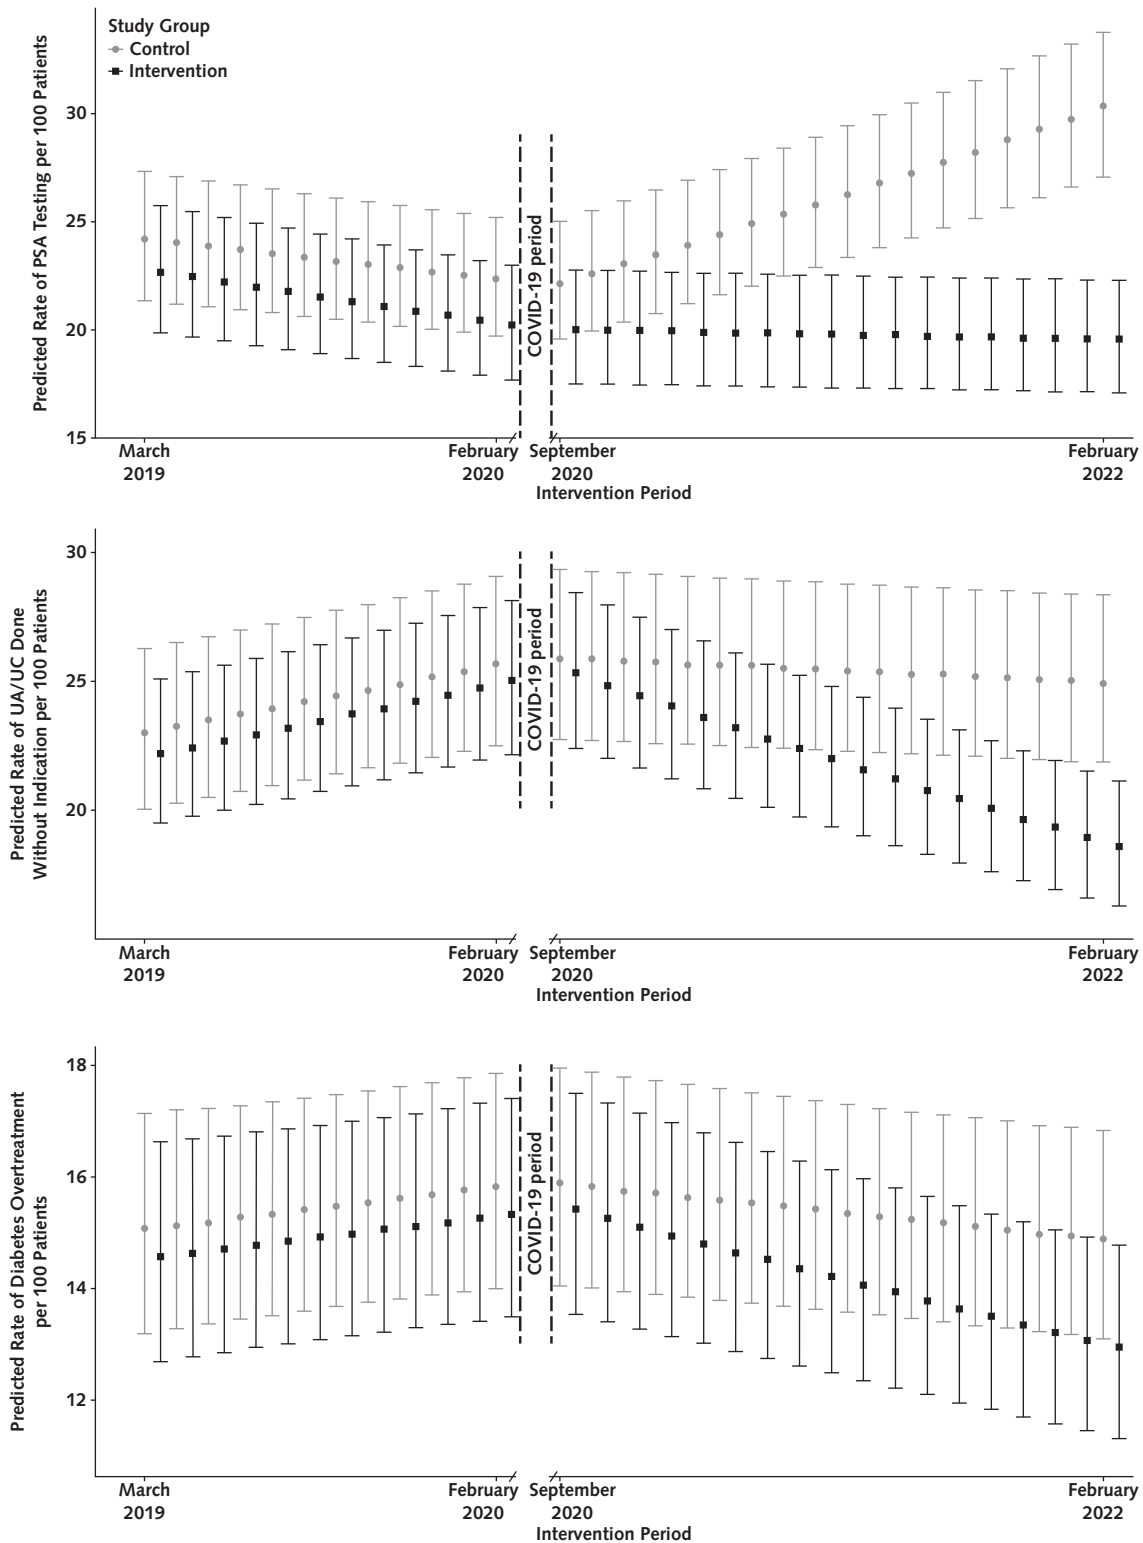 Study Group
Control
Intervention
Predicted Rate of PSA Testing per 100 Patients
30
25
20
15
COVID-19 period
March
2019
February
2020
September
2020
February
2022
Intervention Period
Predicted Rate of UA/UC Done
Without Indication per 100 Patients
30
25
20
COVID-19 period
March
2019
February
2020
September
2020
February
2022
Intervention Period
Predicted Rate of Diabetes Overtreatment
per 100 Patients
18
16
14
12
COVID-19 period
March
2019
February
2020
September
2020
February
2022
Intervention Period